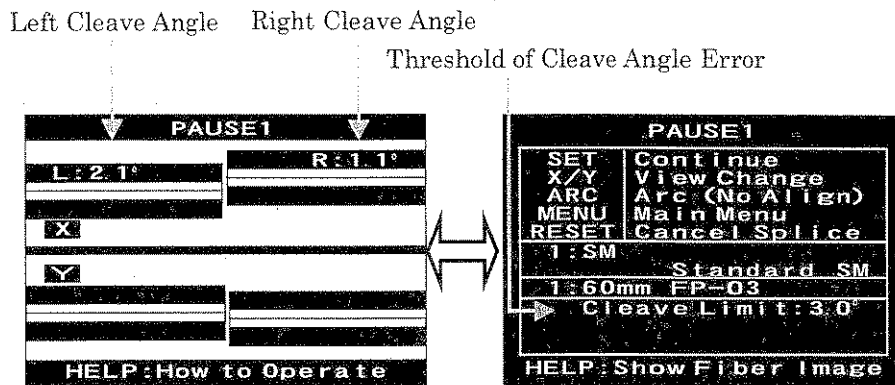 Left Cleave Angle Right Cleave Angle
Threshold of Cleave Angle Error
PAUSE1
L:2.1° R:1.1°
X
Y
HELP:How to Operate
PAUSE1
SET Continue
X/Y View Change
ARC Arc (No Align)
MENU Main Menu
RESET Cancel Splice
1:SM
Standard SM
1:60mm FP-03
Cleave Limit:3.0°
HELP:Show Fiber Image